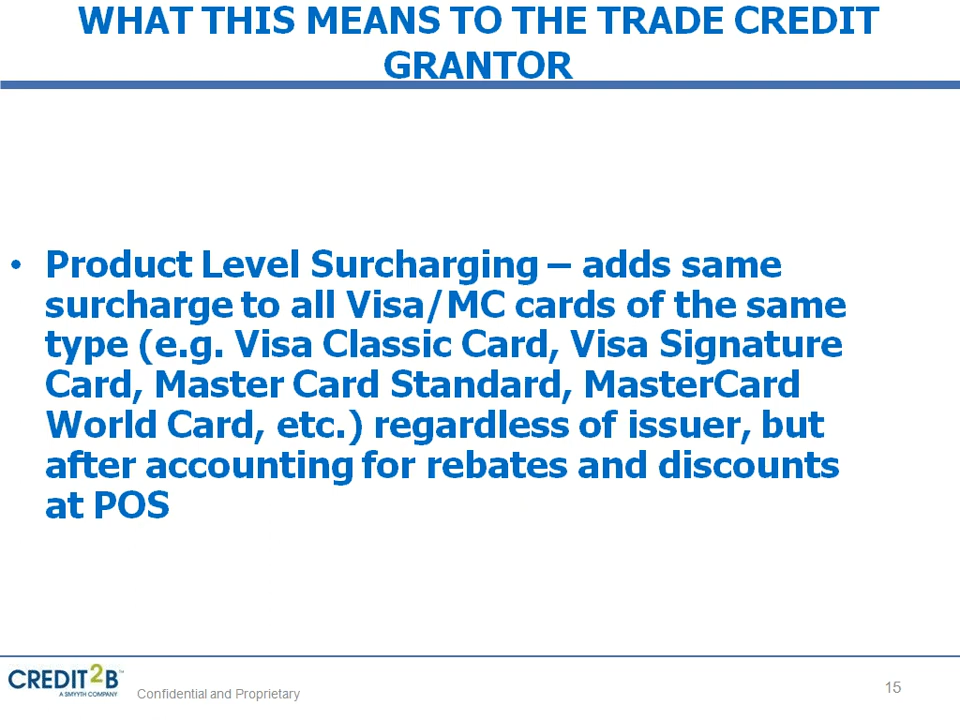 WHAT THIS MEANS TO THE TRADE CREDIT
GRANTOR
• Product Level Surcharging – adds same
surcharge to all Visa/MC cards of the same
type (e.g. Visa Classic Card, Visa Signature
Card, Master Card Standard, MasterCard
World Card, etc.) regardless of issuer, but
after accounting for rebates and discounts
at POS
CREDIT2B™
A SMYYTH COMPANY
Confidential and Proprietary
15